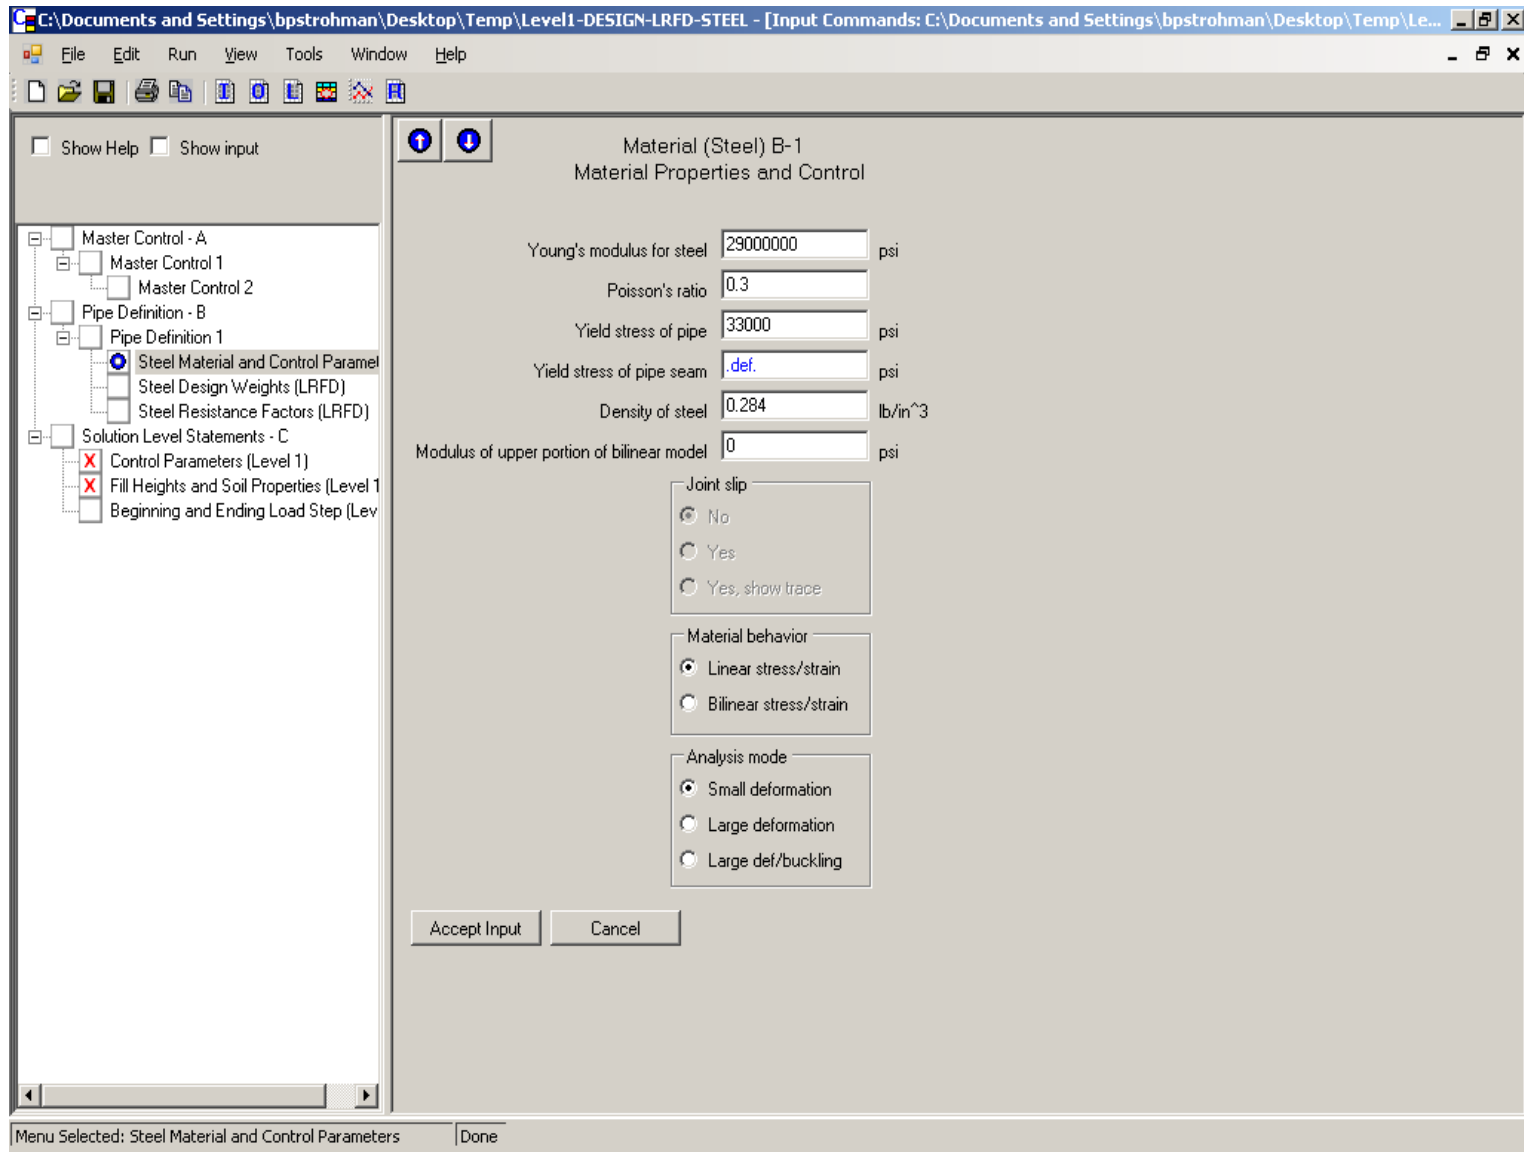 C:\Documents and Settings\bpstrohman\Desktop\Temp\Level1-DESIGN-LRFD-STEEL - [Input Commands: C:\Documents and Settings\bpstrohman\Desktop\Temp\Le...
File Edit Run View Tools Window Help
Show Help Show input
Material (Steel) B-1
Material Properties and Control
Master Control - A
Master Control 1
Master Control 2
Pipe Definition - B
Pipe Definition 1
Steel Material and Control Paramet
Steel Design Weights (LRFD)
Steel Resistance Factors (LRFD)
Solution Level Statements - C
X Control Parameters (Level 1)
X Fill Heights and Soil Properties (Level 1
Beginning and Ending Load Step (Lev
Young's modulus for steel 29000000 psi
Poisson's ratio 0.3
Yield stress of pipe 33000 psi
Yield stress of pipe seam .def. psi
Density of steel 0.284 lb/in^3
Modulus of upper portion of bilinear model 0 psi
Joint slip
No
Yes
Yes, show trace
Material behavior
Linear stress/strain
Bilinear stress/strain
Analysis mode
Small deformation
Large deformation
Large def/buckling
Accept Input Cancel
Menu Selected: Steel Material and Control Parameters Done